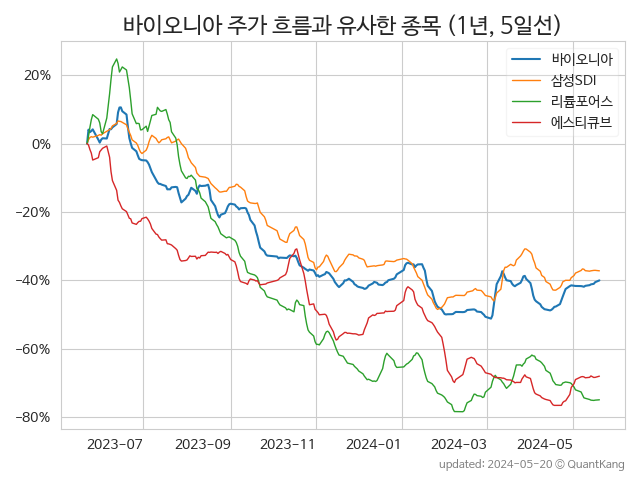 바이오니아 주가 흐름과 유사한 종목 (1년, 5일선)
바이오니아
삼성SDI
리튬포어스
에스티큐브
20%
0%
−20%
−40%
−60%
−80%
2023-07 2023-09 2023-11 2024-01 2024-03 2024-05
updated: 2024-05-20 © QuantKang